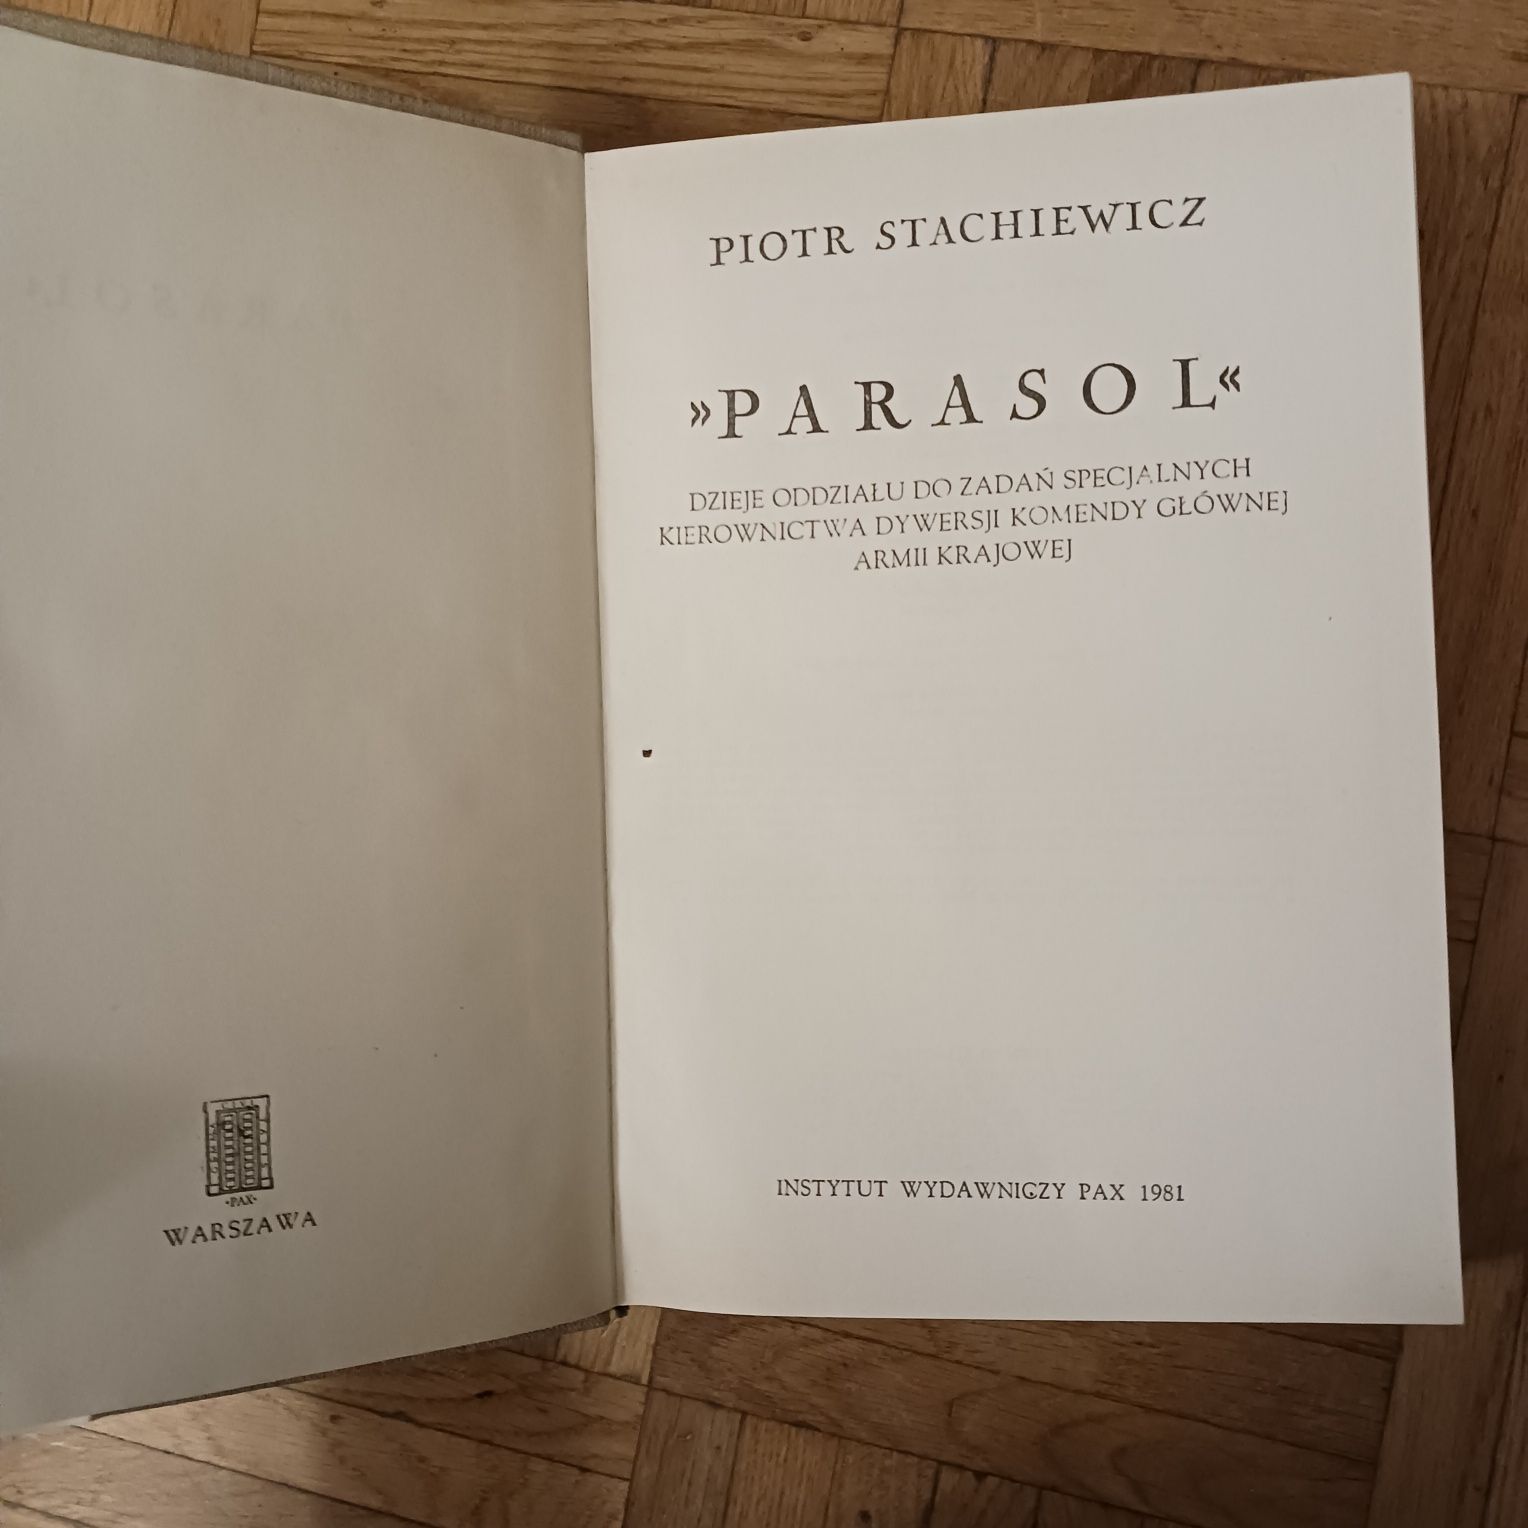 PIOTR STACHIEWICZ
»PARASOL«
DZIEJE ODDZIAŁU DO ZADAŃ SPECJALNYCH
KIEROWNICTWA DYWERSJI KOMENDY GŁÓWNEJ
ARMII KRAJOWEJ
INSTYTUT WYDAWNICZY PAX 1981
·PAX·
WARSZAWA